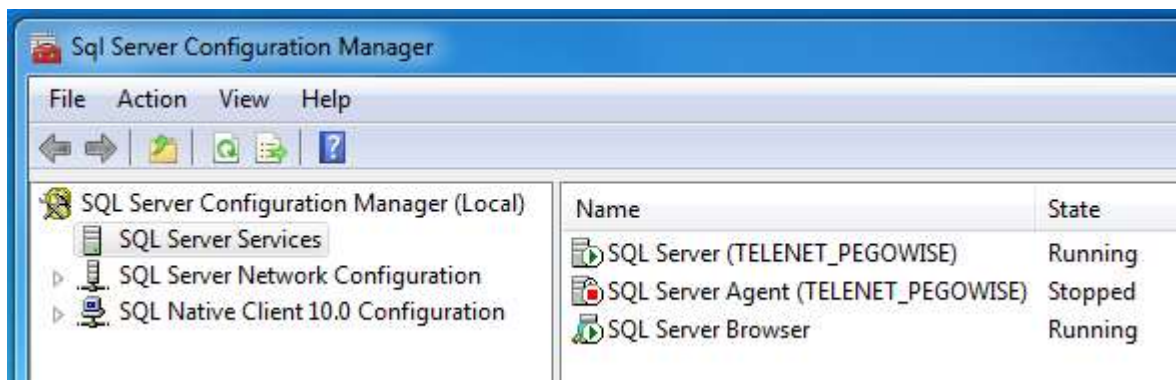 Sql Server Configuration Manager
File Action View Help
SQL Server Configuration Manager (Local)
SQL Server Services
SQL Server Network Configuration
SQL Native Client 10.0 Configuration
Name State
SQL Server (TELENET_PEGOWISE) Running
SQL Server Agent (TELENET_PEGOWISE) Stopped
SQL Server Browser Running